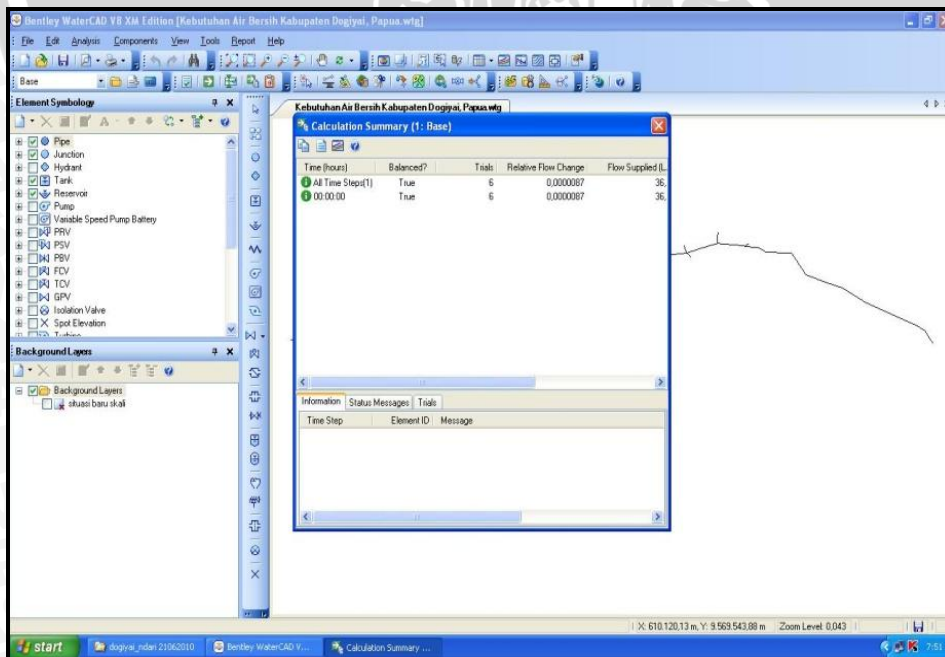 Bentley WaterCAD V8 XM Edition [Kebutuhan Air Bersih Kabupaten Dogiyai, Papua.wtg]
File Edit Analysis Components View Tools Report Help
Base
Element Symbology
Pipe
Junction
Hydrant
Tank
Reservoir
Pump
Variable Speed Pump Battery
PRV
PSV
PBV
FCV
TCV
GPV
Isolation Valve
Spot Elevation
Turbine
Background Layers
Background Layers
situasi baru skali
Kebutuhan Air Bersih Kabupaten Dogiyai, Papua.wtg
Calculation Summary (1: Base)
Time (hours) Balanced? Trials Relative Flow Change Flow Supplied (L
All Time Steps(1) True 6 0,0000087 36,
00:00:00 True 6 0,0000087 36,
Information Status Messages Trials
Time Step Element ID Message
X: 610.120,13 m, Y: 9.569.543,88 m Zoom Level: 0,043
start dogiyai_ndari 21062010 Bentley WaterCAD V... Calculation Summary ... 7:51